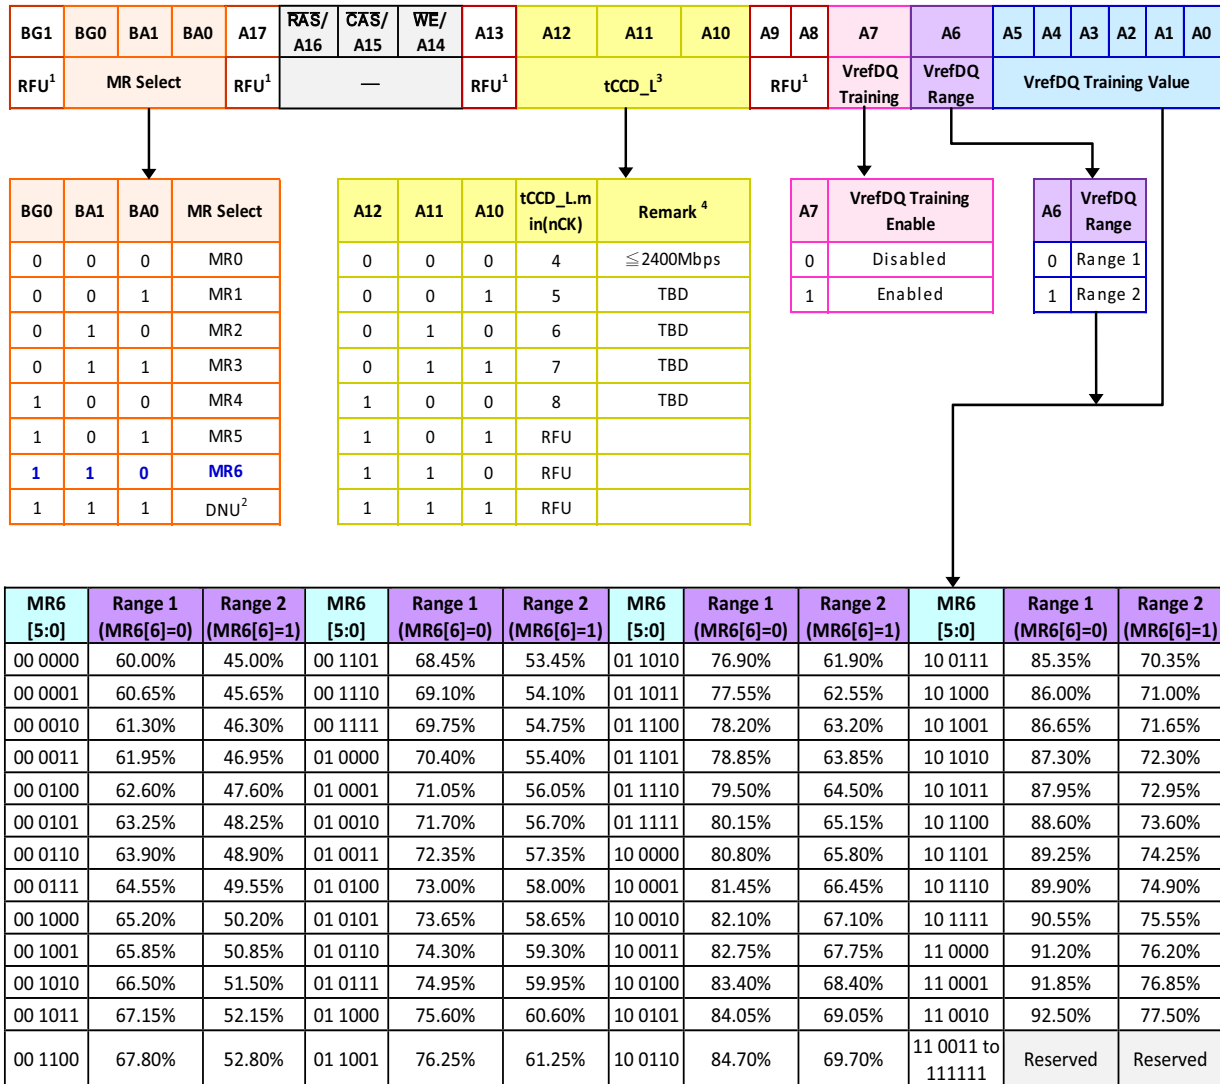 BG1 BG0 BA1 BA0 A17 RAS/ A16 CAS/ A15 WE/ A14 A13 A12 A11 A10 A9 A8 A7 A6 A5 A4 A3 A2 A1 A0
RFU1 MR Select RFU1 — RFU1 tCCD_L3 RFU1 VrefDQ Training VrefDQ Range VrefDQ Training Value
BG0 BA1 BA0 MR Select
0 0 0 MR0
0 0 1 MR1
0 1 0 MR2
0 1 1 MR3
1 0 0 MR4
1 0 1 MR5
1 1 0 MR6
1 1 1 DNU2
A12 A11 A10 tCCD_L.m in(nCK) Remark 4
0 0 0 4 ≦2400Mbps
0 0 1 5 TBD
0 1 0 6 TBD
0 1 1 7 TBD
1 0 0 8 TBD
1 0 1 RFU
1 1 0 RFU
1 1 1 RFU
A7 VrefDQ Training Enable
0 Disabled
1 Enabled
A6 VrefDQ Range
0 Range 1
1 Range 2
MR6 [5:0] Range 1 (MR6[6]=0) Range 2 (MR6[6]=1) MR6 [5:0] Range 1 (MR6[6]=0) Range 2 (MR6[6]=1) MR6 [5:0] Range 1 (MR6[6]=0) Range 2 (MR6[6]=1) MR6 [5:0] Range 1 (MR6[6]=0) Range 2 (MR6[6]=1)
00 0000 60.00% 45.00% 00 1101 68.45% 53.45% 01 1010 76.90% 61.90% 10 0111 85.35% 70.35%
00 0001 60.65% 45.65% 00 1110 69.10% 54.10% 01 1011 77.55% 62.55% 10 1000 86.00% 71.00%
00 0010 61.30% 46.30% 00 1111 69.75% 54.75% 01 1100 78.20% 63.20% 10 1001 86.65% 71.65%
00 0011 61.95% 46.95% 01 0000 70.40% 55.40% 01 1101 78.85% 63.85% 10 1010 87.30% 72.30%
00 0100 62.60% 47.60% 01 0001 71.05% 56.05% 01 1110 79.50% 64.50% 10 1011 87.95% 72.95%
00 0101 63.25% 48.25% 01 0010 71.70% 56.70% 01 1111 80.15% 65.15% 10 1100 88.60% 73.60%
00 0110 63.90% 48.90% 01 0011 72.35% 57.35% 10 0000 80.80% 65.80% 10 1101 89.25% 74.25%
00 0111 64.55% 49.55% 01 0100 73.00% 58.00% 10 0001 81.45% 66.45% 10 1110 89.90% 74.90%
00 1000 65.20% 50.20% 01 0101 73.65% 58.65% 10 0010 82.10% 67.10% 10 1111 90.55% 75.55%
00 1001 65.85% 50.85% 01 0110 74.30% 59.30% 10 0011 82.75% 67.75% 11 0000 91.20% 76.20%
00 1010 66.50% 51.50% 01 0111 74.95% 59.95% 10 0100 83.40% 68.40% 11 0001 91.85% 76.85%
00 1011 67.15% 52.15% 01 1000 75.60% 60.60% 10 0101 84.05% 69.05% 11 0010 92.50% 77.50%
00 1100 67.80% 52.80% 01 1001 76.25% 61.25% 10 0110 84.70% 69.70% 11 0011 to 111111 Reserved Reserved